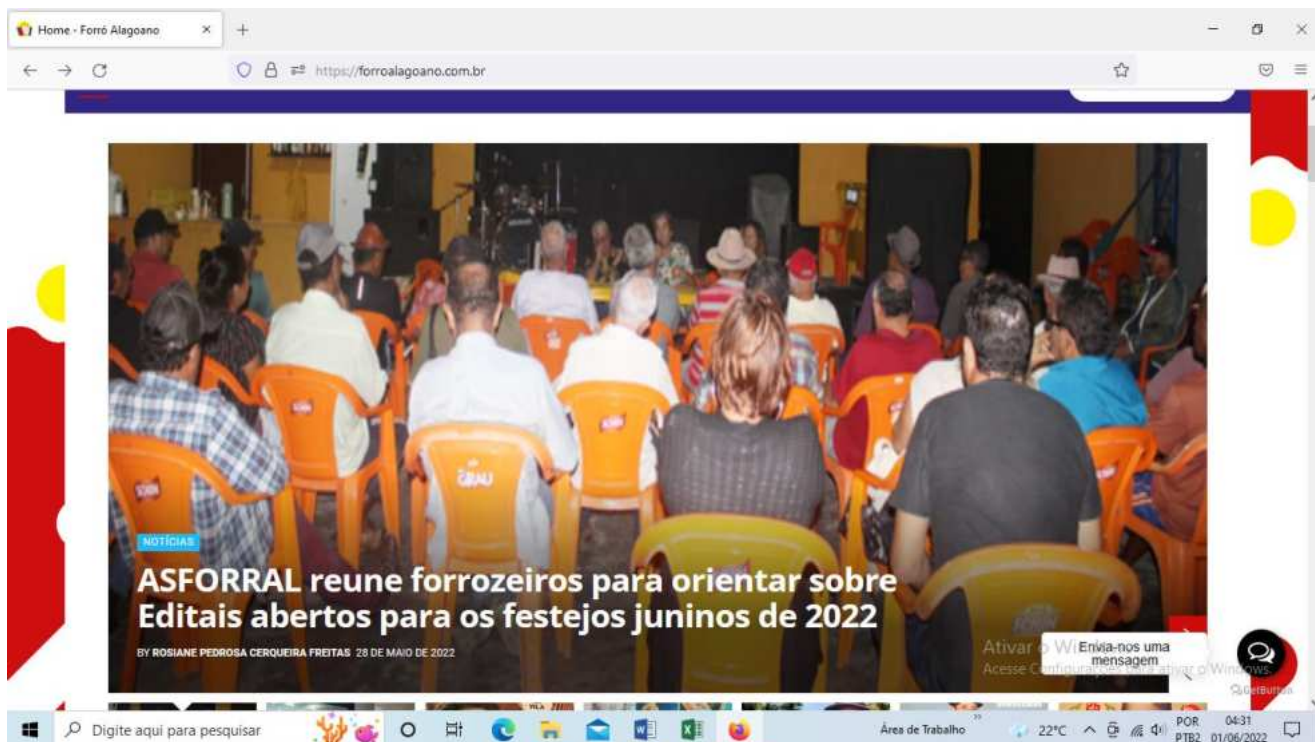 Home - Forró Alagoano
https://forroalagoano.com.br
SCHIN
GRAU
NOTÍCIAS
ASFORRAL reune forrozeiros para orientar sobre
Editais abertos para os festejos juninos de 2022
BY ROSIANE PEDROSA CERQUEIRA FREITAS 28 DE MAIO DE 2022
Ativar o Windows
Acesse Configurações para ativar o Windows.
Envia-nos uma
mensagem
GetButton
Digite aqui para pesquisar
Área de Trabalho
22°C
POR
PTB2
04:31
01/06/2022